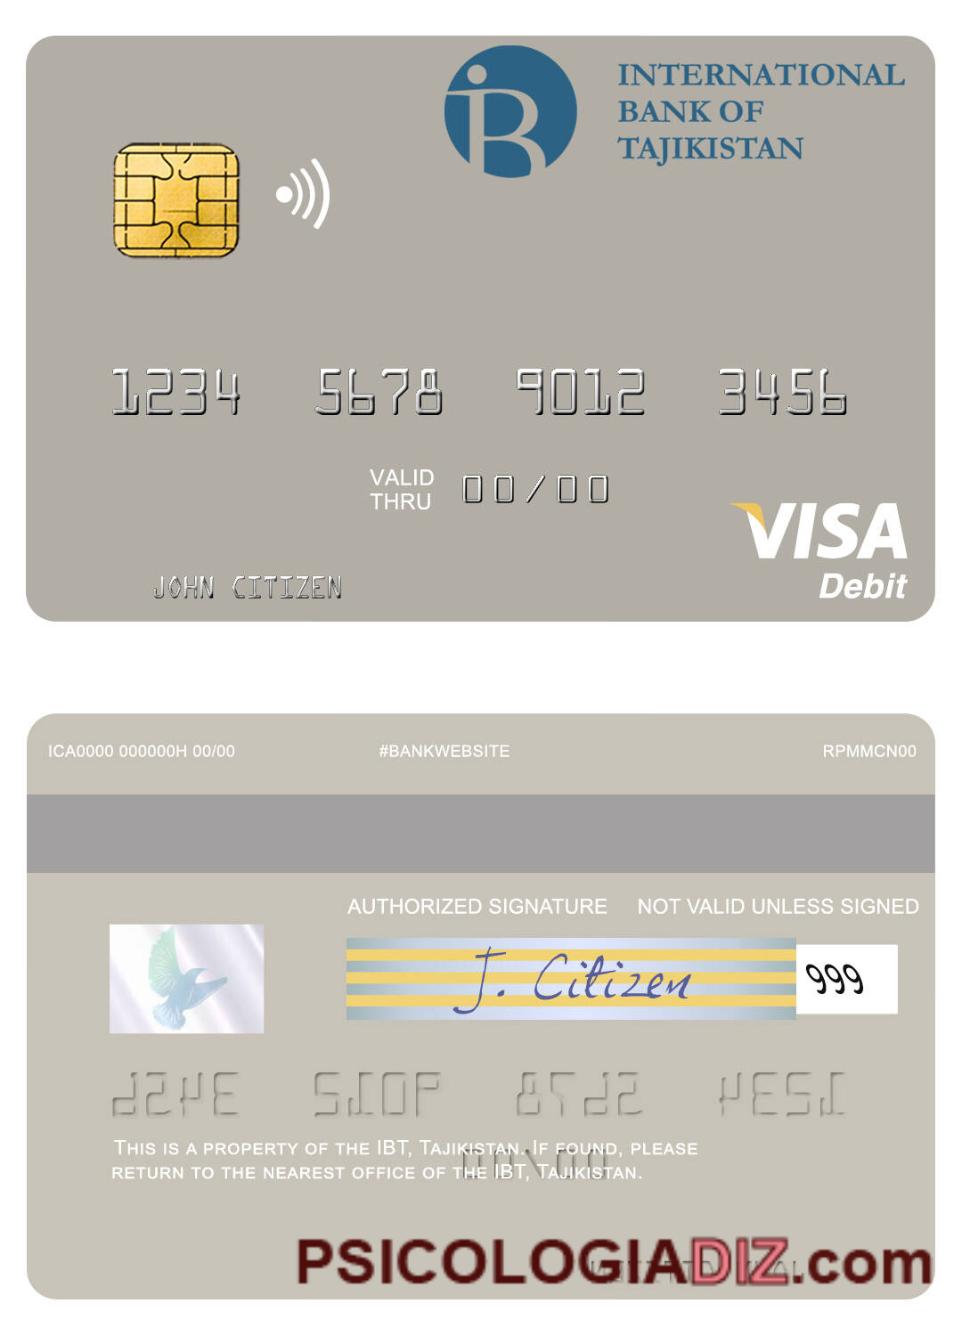 INTERNATIONAL
BANK OF
TAJIKISTAN
1234 5678 9012 3456
VALID
THRU 00/00
VISA
Debit
JOHN CITIZEN
ICA0000 000000H 00/00 #BANKWEBSITE RPMMCN00
AUTHORIZED SIGNATURE NOT VALID UNLESS SIGNED
J. Citizen 999
THIS IS A PROPERTY OF THE IBT, TAJIKISTAN. IF FOUND, PLEASE
RETURN TO THE NEAREST OFFICE OF THE IBT, TAJIKISTAN.
PSICOLOGIADIZ.com